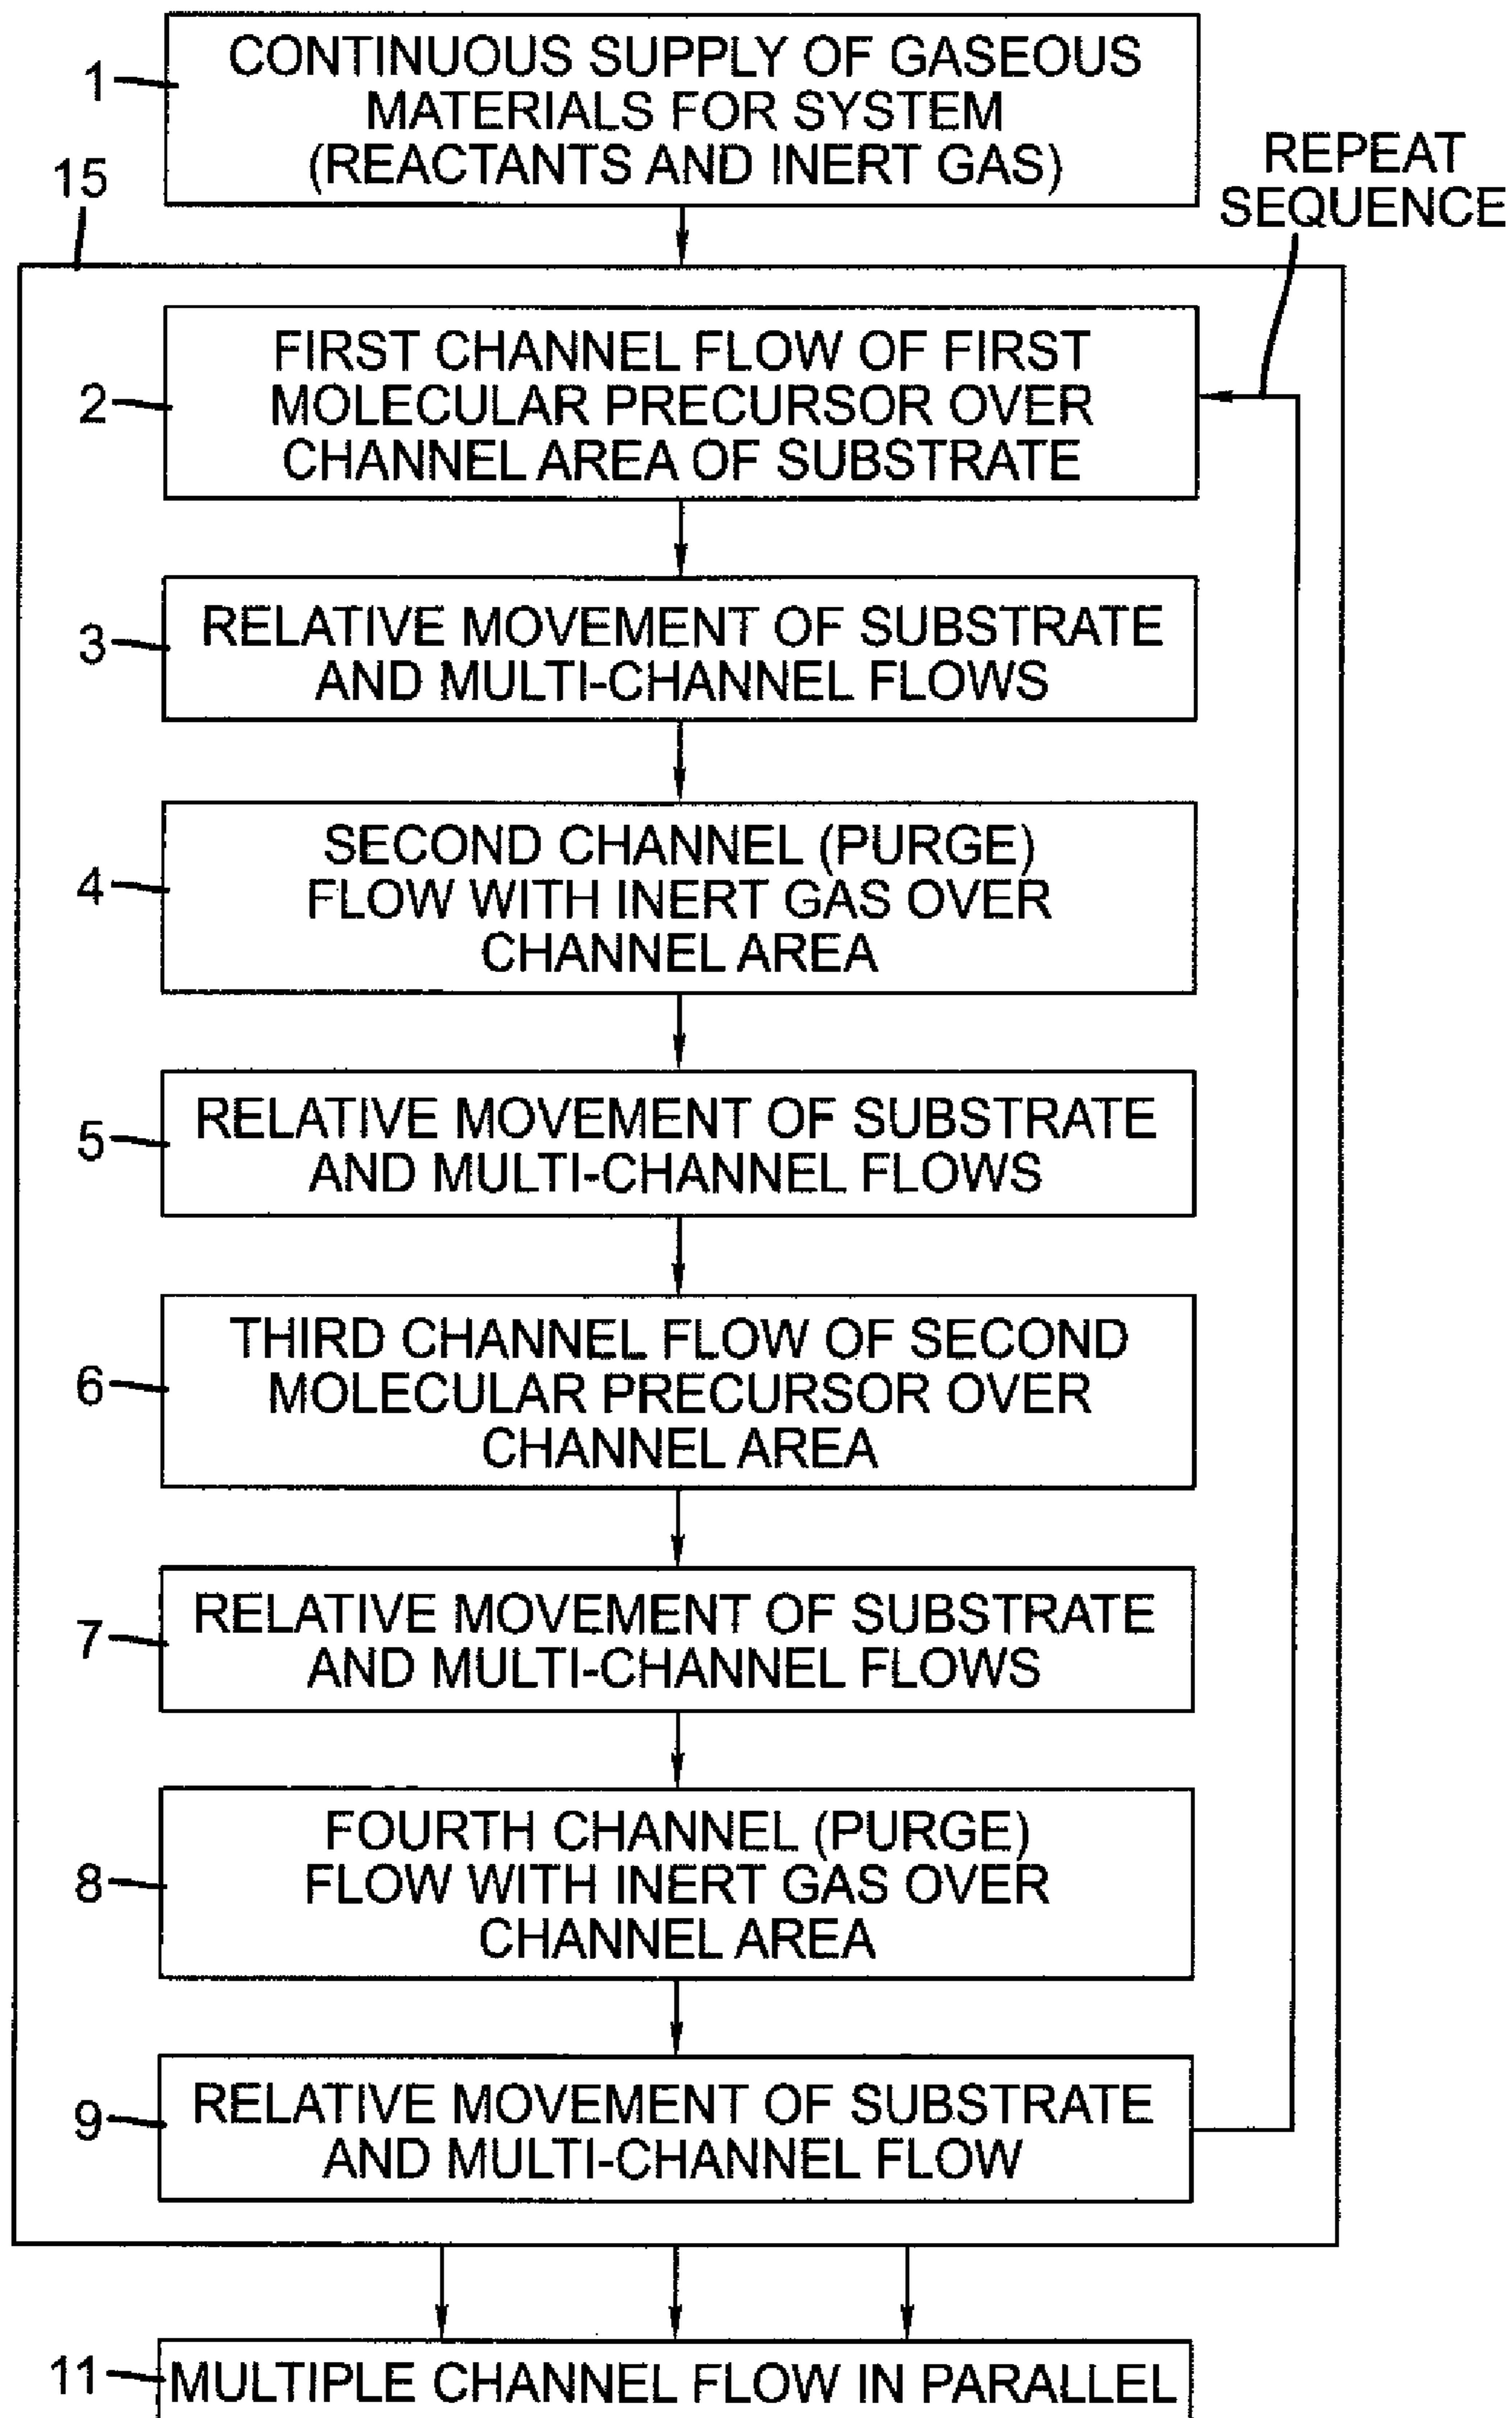 1
CONTINUOUS SUPPLY OF GASEOUS
MATERIALS FOR SYSTEM
(REACTANTS AND INERT GAS)
15
REPEAT
SEQUENCE
2
FIRST CHANNEL FLOW OF FIRST
MOLECULAR PRECURSOR OVER
CHANNEL AREA OF SUBSTRATE
3
RELATIVE MOVEMENT OF SUBSTRATE
AND MULTI-CHANNEL FLOWS
4
SECOND CHANNEL (PURGE)
FLOW WITH INERT GAS OVER
CHANNEL AREA
5
RELATIVE MOVEMENT OF SUBSTRATE
AND MULTI-CHANNEL FLOWS
6
THIRD CHANNEL FLOW OF SECOND
MOLECULAR PRECURSOR OVER
CHANNEL AREA
7
RELATIVE MOVEMENT OF SUBSTRATE
AND MULTI-CHANNEL FLOWS
8
FOURTH CHANNEL (PURGE)
FLOW WITH INERT GAS OVER
CHANNEL AREA
9
RELATIVE MOVEMENT OF SUBSTRATE
AND MULTI-CHANNEL FLOW
11
MULTIPLE CHANNEL FLOW IN PARALLEL